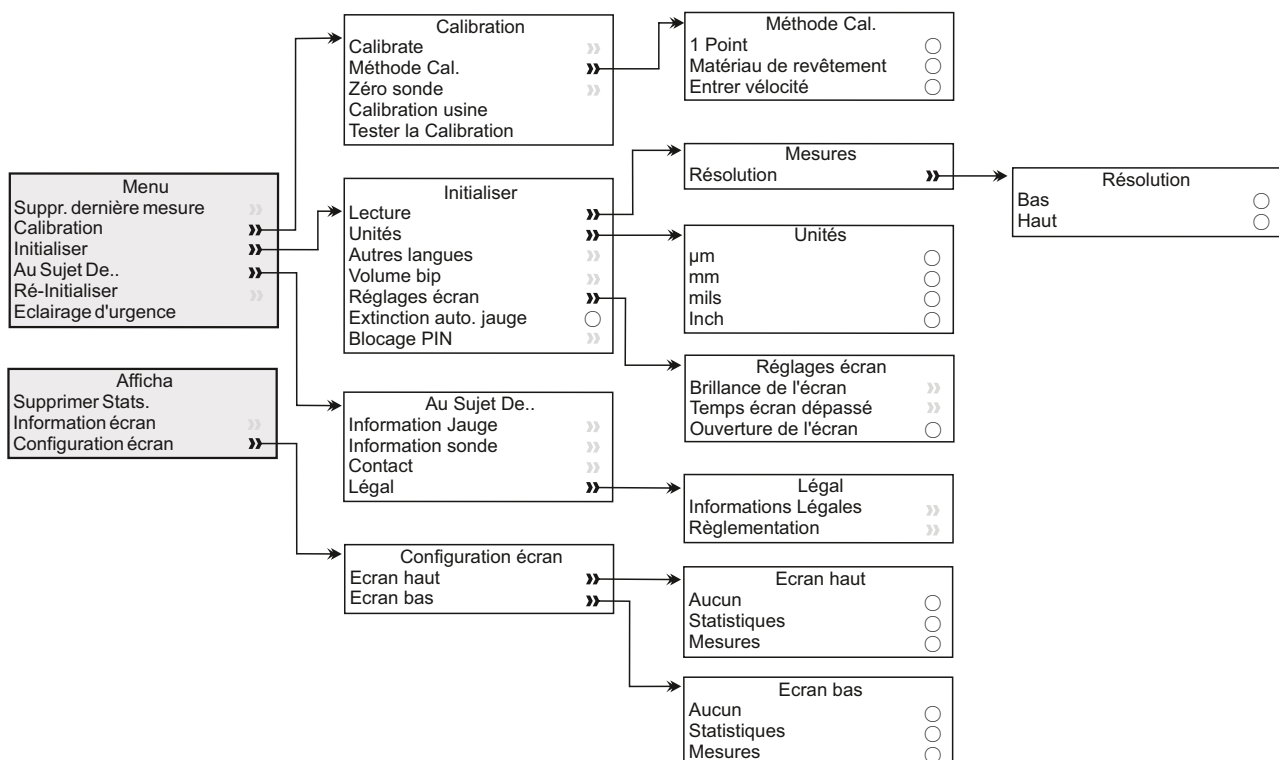 Menu
Suppr. dernière mesure
Calibration
Initialiser
Au Sujet De..
Ré-Initialiser
Eclairage d'urgence
Afficha
Supprimer Stats.
Information écran
Configuration écran
Calibration
Calibrate
Méthode Cal.
Zéro sonde
Calibration usine
Tester la Calibration
Initialiser
Lecture
Unités
Autres langues
Volume bip
Réglages écran
Extinction auto. jauge
Blocage PIN
Au Sujet De..
Information Jauge
Information sonde
Contact
Légal
Configuration écran
Ecran haut
Ecran bas
Méthode Cal.
1 Point
Matériau de revêtement
Entrer vélocité
Mesures
Résolution
Unités
µm
mm
mils
Inch
Réglages écran
Brillance de l'écran
Temps écran dépassé
Ouverture de l'écran
Légal
Informations Légales
Règlementation
Ecran haut
Aucun
Statistiques
Mesures
Ecran bas
Aucun
Statistiques
Mesures
Résolution
Bas
Haut